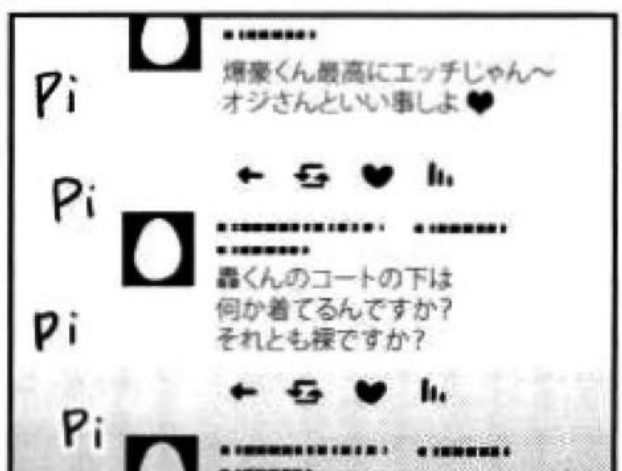 爆豪くん最高にエッチじゃん～
オジさんといい事しよ♥
Pi
Pi
轟くんのコートの下は
何か着てるんですか?
それとも裸ですか?
Pi
Pi